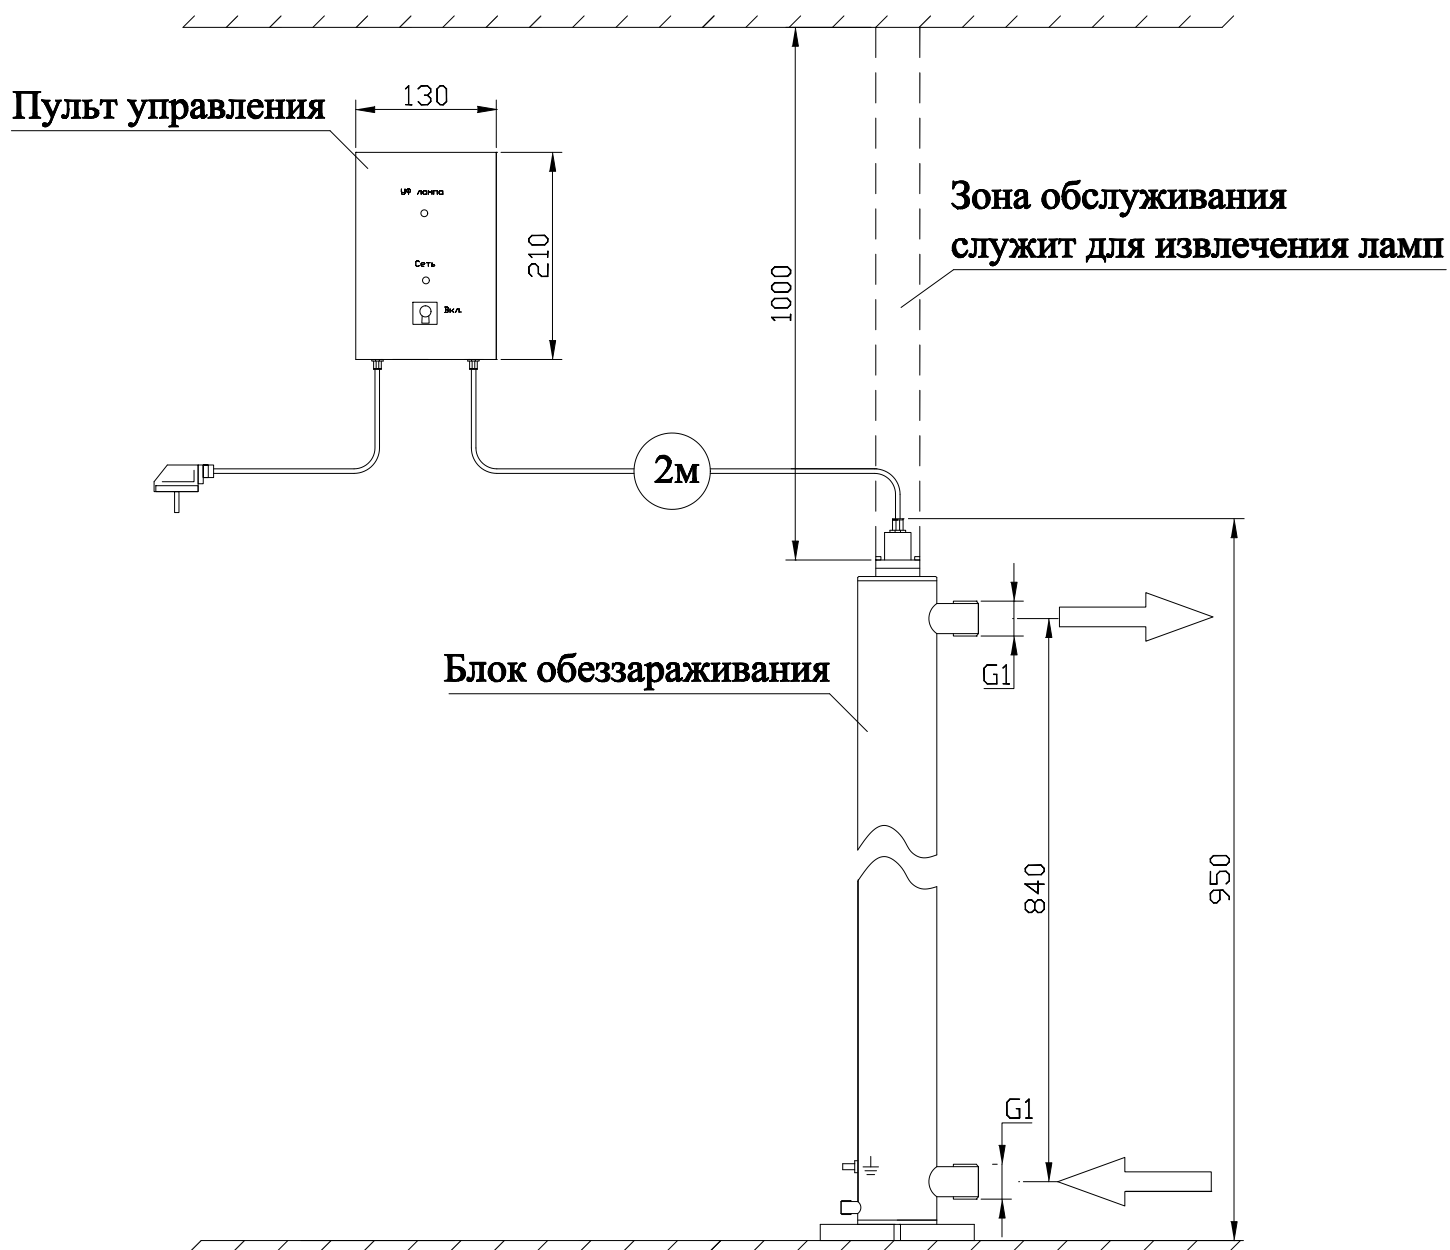 130
Пульт управления
УФ лампа
Зона обслуживания
служит для извлечения ламп
210
Сеть
1000
Вкл.
2м
Блок обеззараживания
G1
840
950
G1